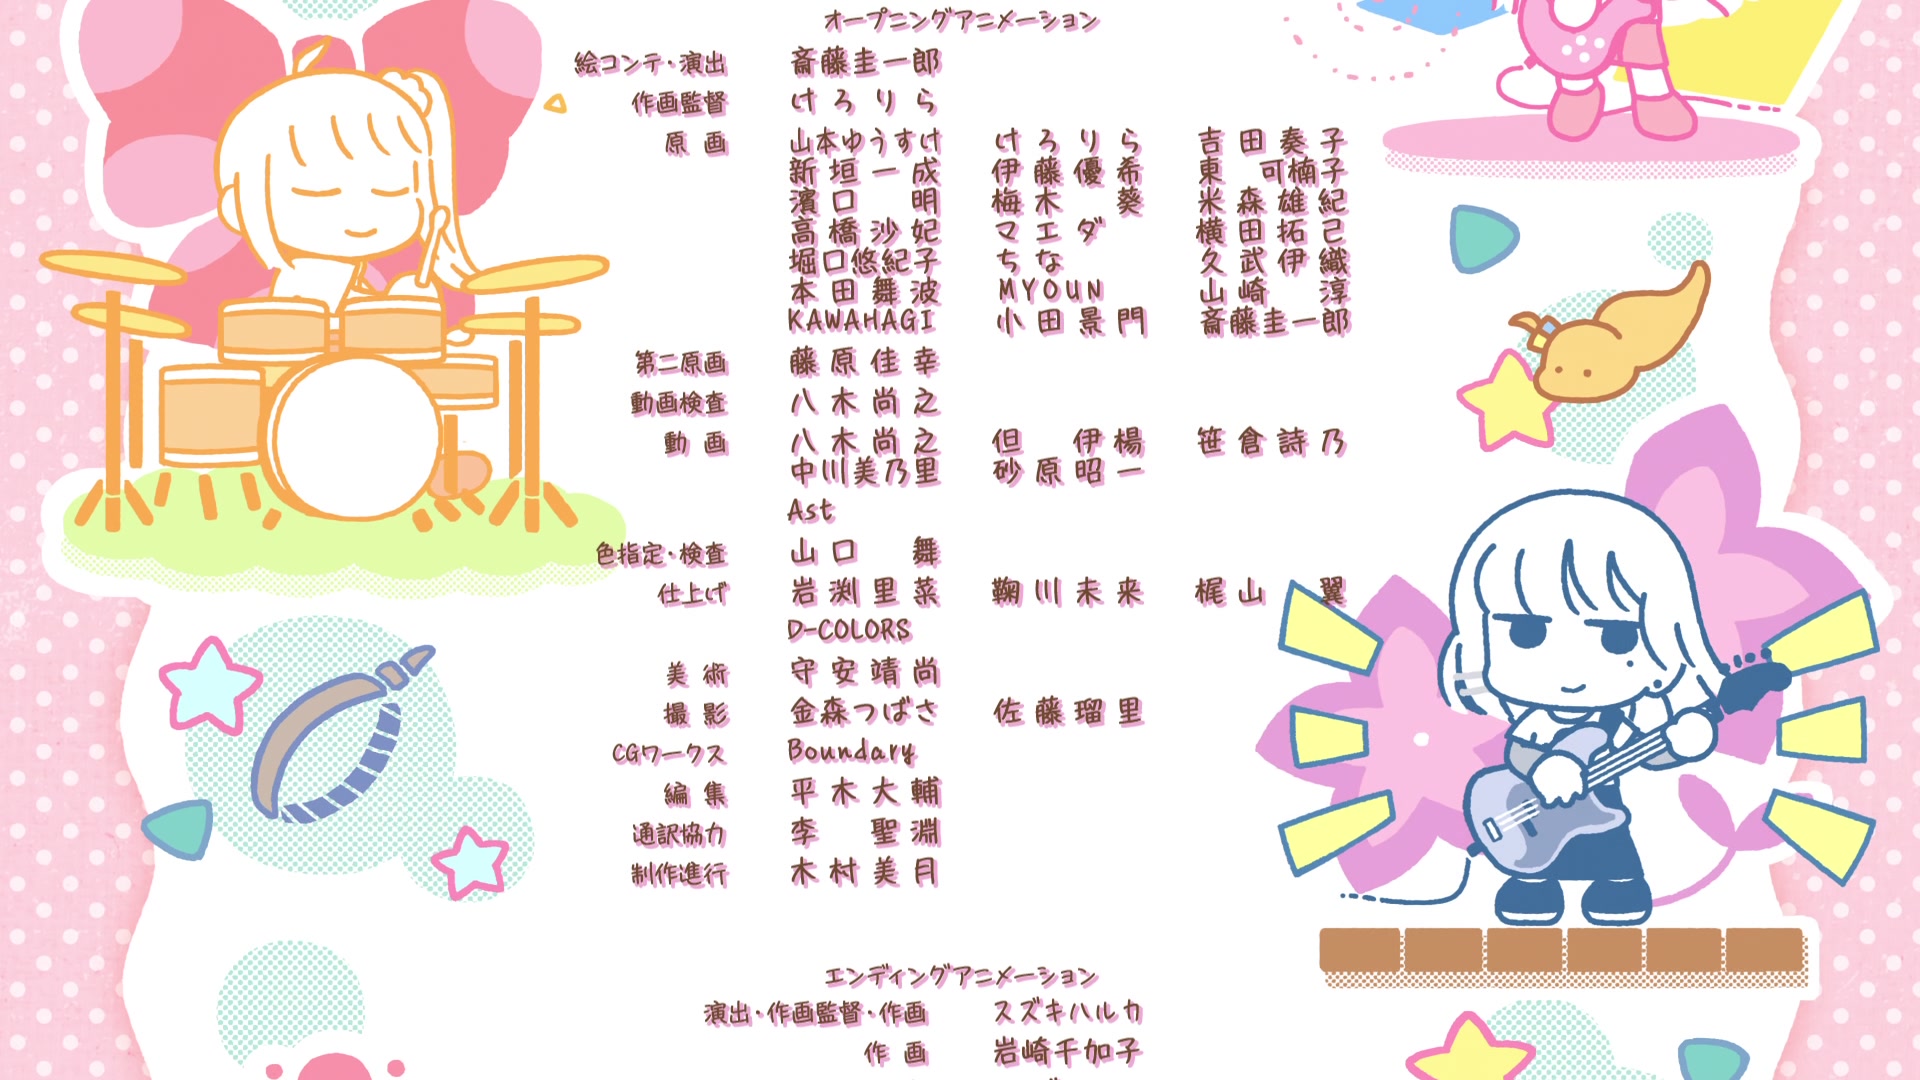 オープニングアニメーション
絵コンテ・演出 斎藤圭一郎
作画監督 けろりら
原画 山本ゆうすけ けろりら 吉田奏子
新垣一成 伊藤優希 東 可楠子
濱口 明 梅木 葵 米森雄紀
高橋沙妃 マエダ 横田拓己
堀口悠紀子 ちな 久武伊織
本田舞波 MYOUN 山崎 淳
KAWAHAGI 小田景門 斎藤圭一郎
第二原画 藤原佳幸
動画検査 八木尚之
動画 八木尚之 但 伊楊 笹倉詩乃
中川美乃里 砂原昭一
Ast
色指定・検査 山口 舞
仕上げ 岩渕里菜 鞠川未来 梶山 翼
D-COLORS
美術 守安靖尚
撮影 金森つばさ 佐藤瑠里
CGワークス Boundary
編集 平木大輔
通訳協力 李 聖淵
制作進行 木村美月
エンディングアニメーション
演出・作画監督・作画 スズキハルカ
作画 岩崎千加子